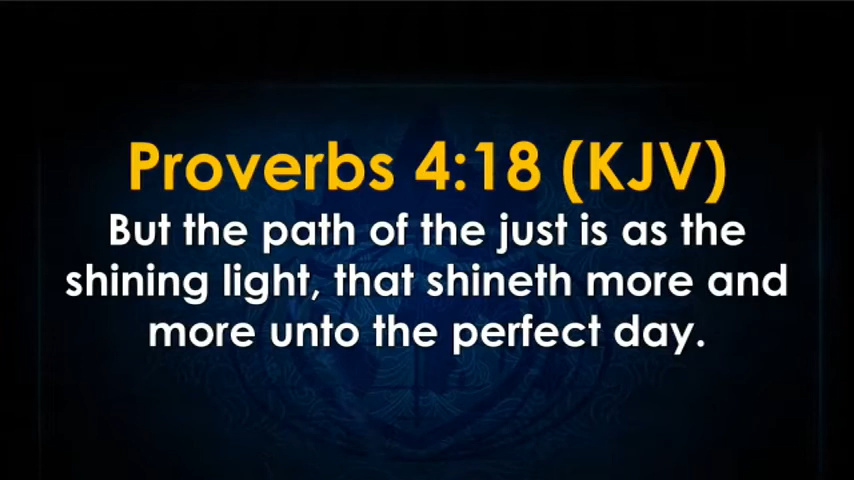 Proverbs 4:18 (KJV)
But the path of the just is as the
shining light, that shineth more and
more unto the perfect day.